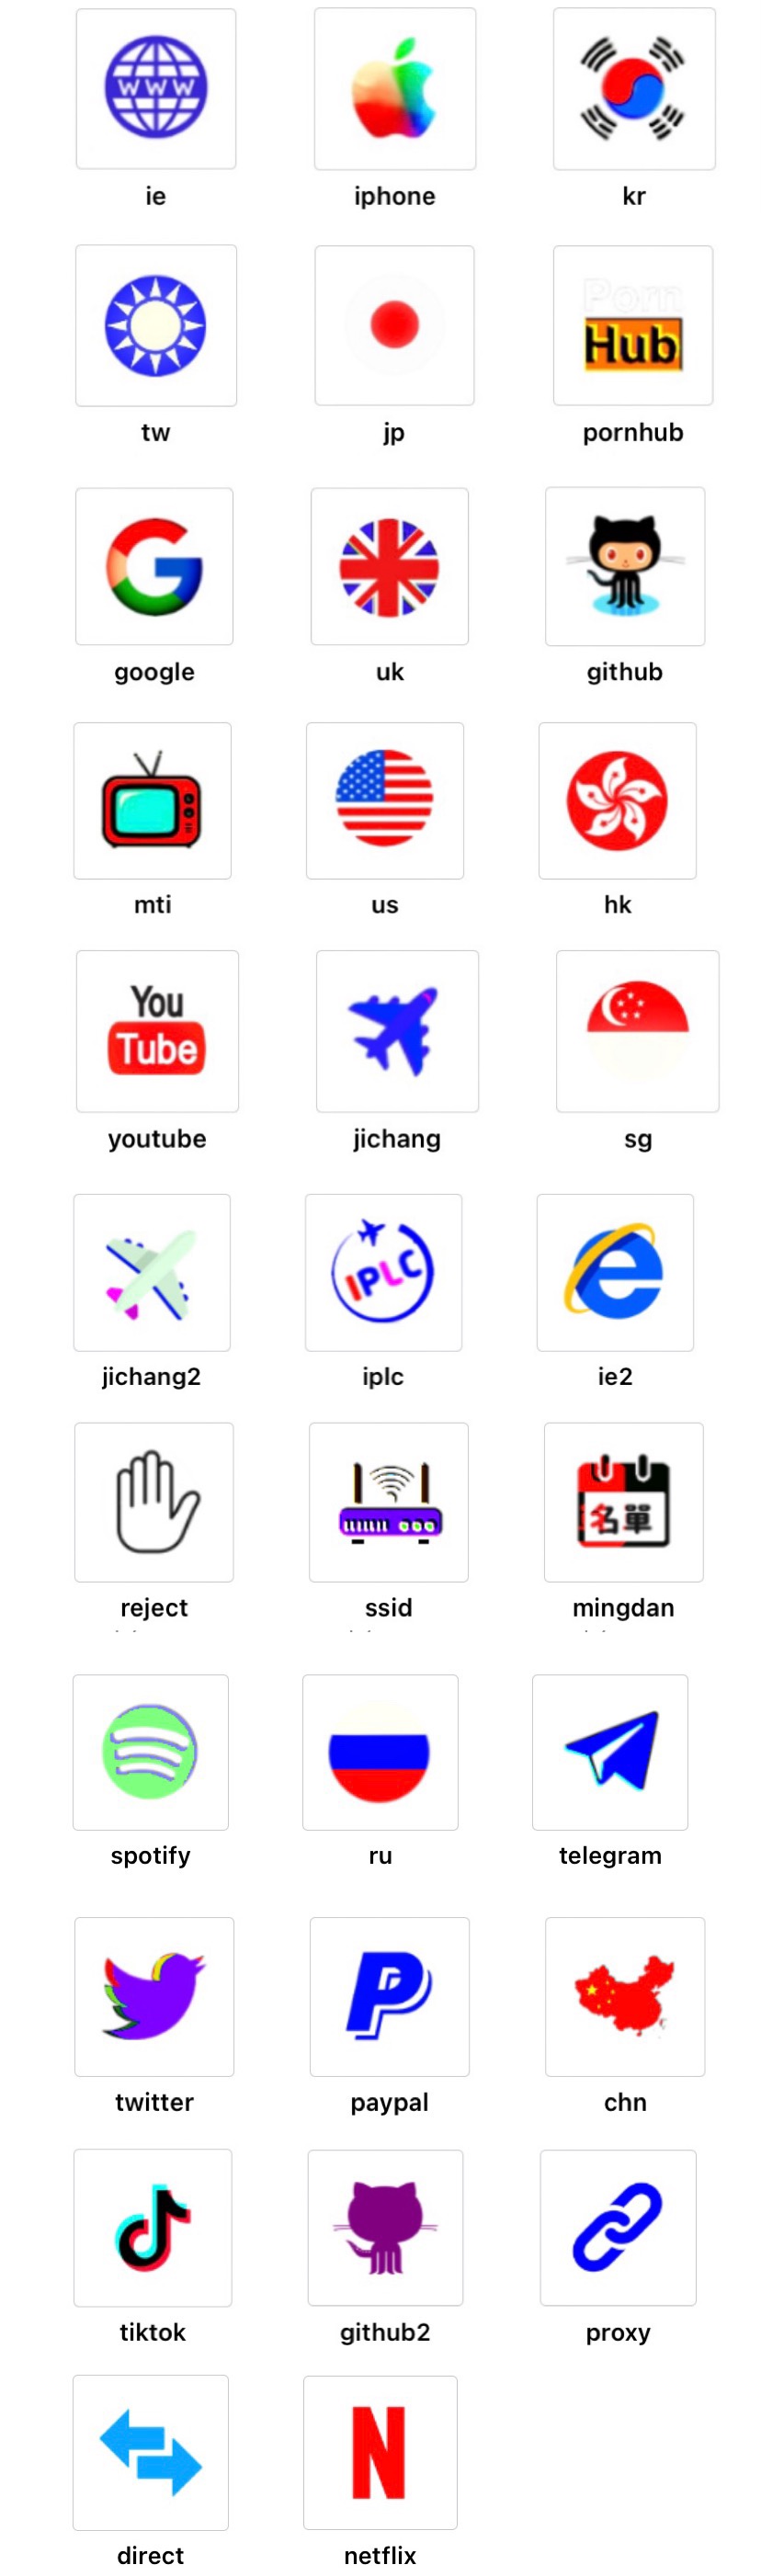 WWW
ie iphone kr
Porn
Hub
tw jp pornhub
G
google uk github
mti us hk
You
Tube
youtube jichang sg
IPLC
e
jichang2 iplc ie2
名單
reject ssid mingdan
spotify ru telegram
P
twitter paypal chn
tiktok github2 proxy
N
direct netflix